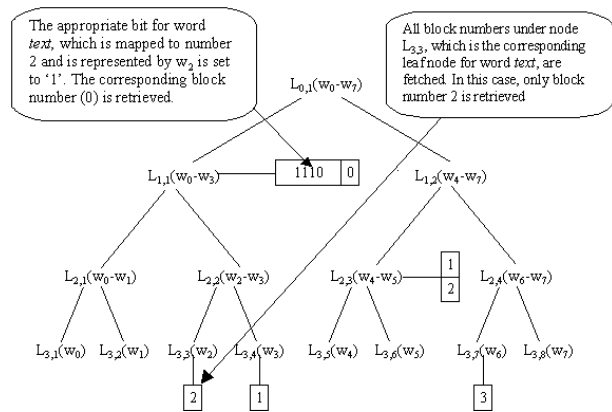 The appropriate bit for word
text, which is mapped to number
2 and is represented by w2 is set
to ‘1’. The corresponding block
number (0) is retrieved.
All block numbers under node
L3,3, which is the corresponding
leaf node for word text, are
fetched. In this case, only block
number 2 is retrieved
L0,1(w0-w7)
L1,1(w0-w3)
1110 0
L1,2(w4-w7)
L2,1(w0-w1)
L2,2(w2-w3)
L2,3(w4-w5)
1
2
L2,4(w6-w7)
L3,1(w0)
L3,2(w1)
L3,3(w2)
L3,4(w3)
L3,5(w4)
L3,6(w5)
L3,7(w6)
L3,8(w7)
2
1
3